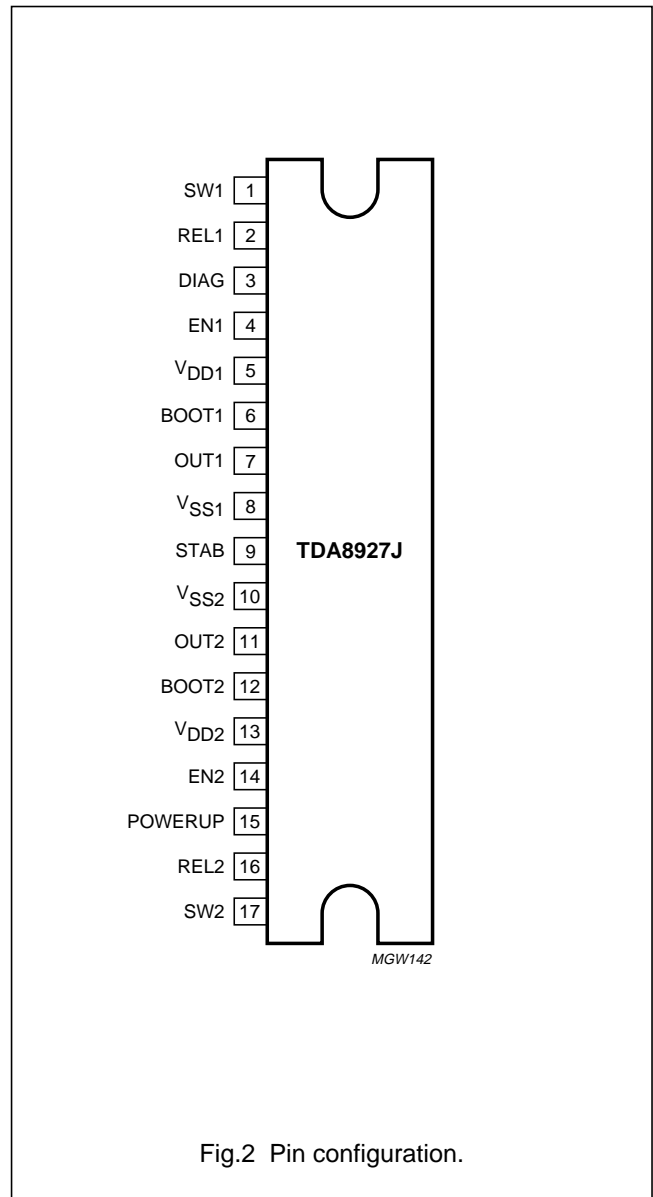 SW1 1
REL1 2
DIAG 3
EN1 4
VDD1 5
BOOT1 6
OUT1 7
VSS1 8
STAB 9 TDA8927J
VSS2 10
OUT2 11
BOOT2 12
VDD2 13
EN2 14
POWERUP 15
REL2 16
SW2 17
MGW142
Fig.2 Pin configuration.